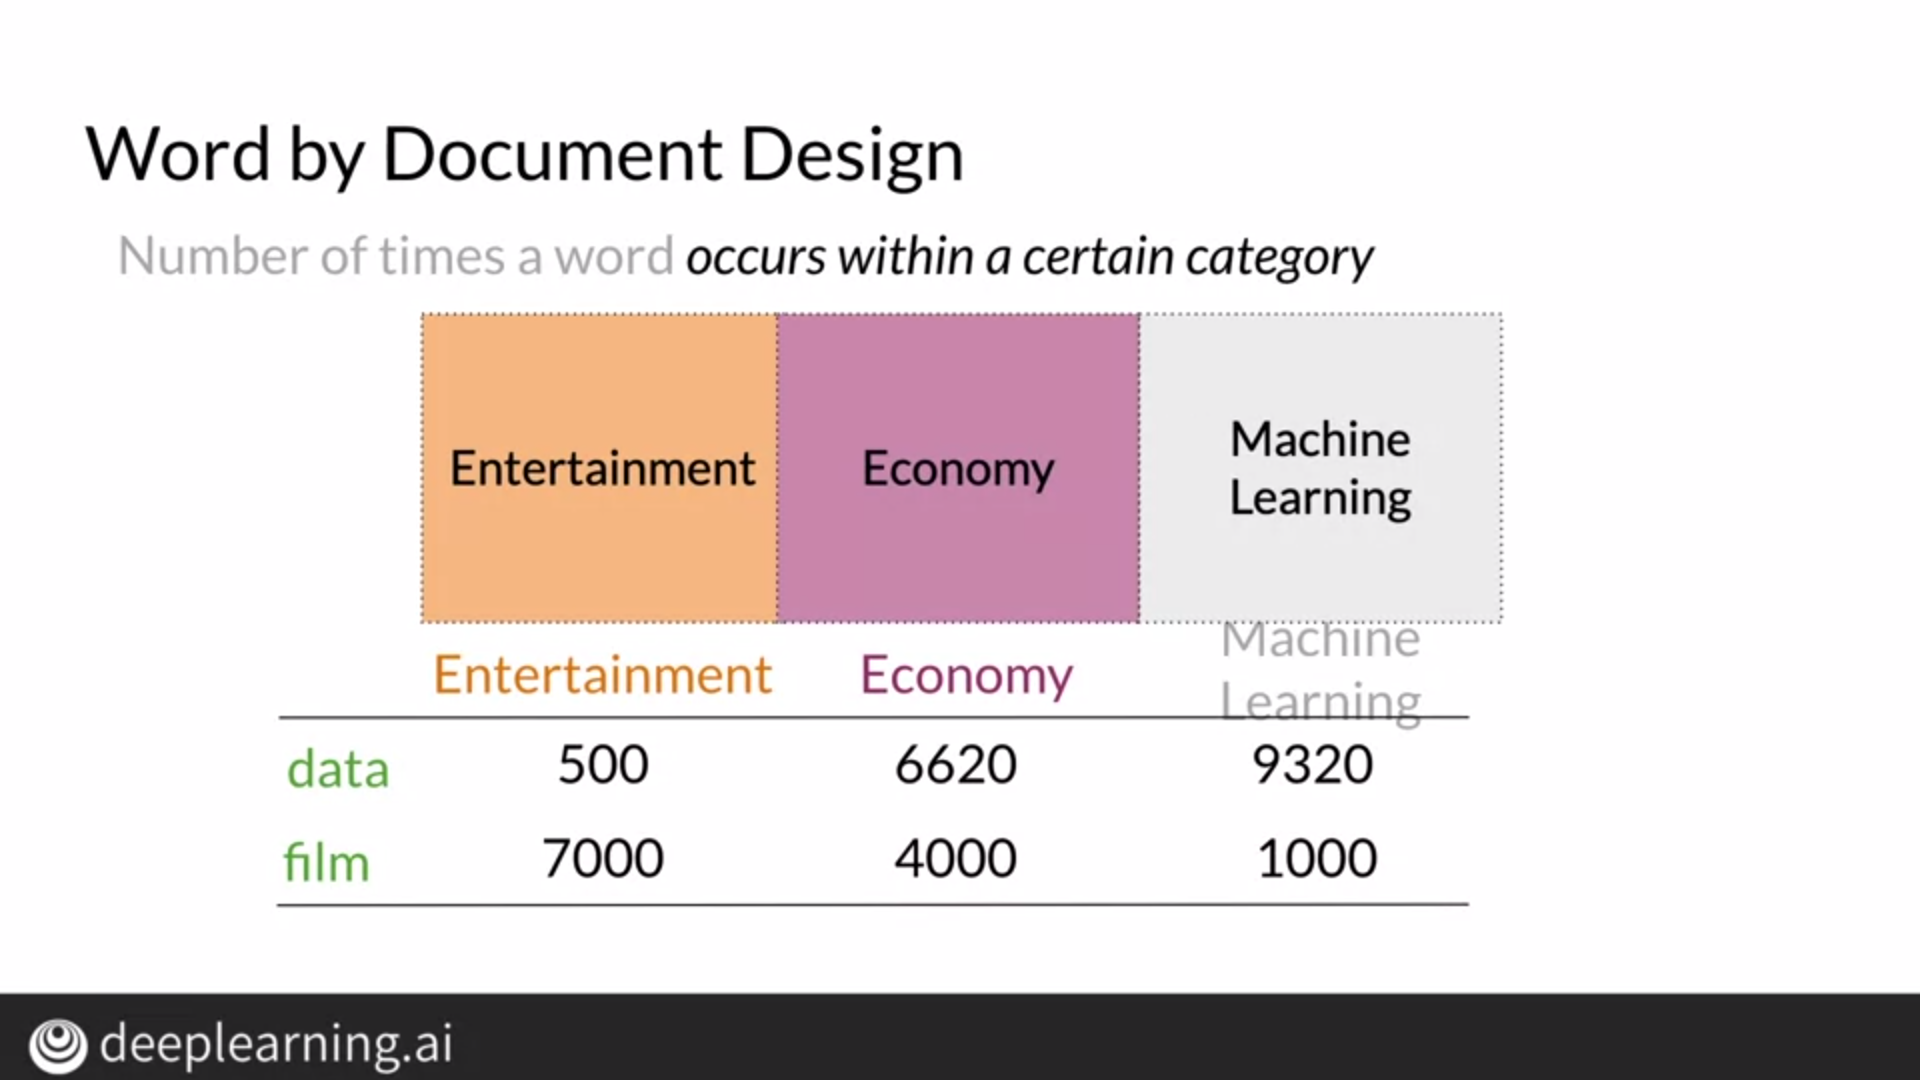 Word by Document Design
Number of times a word occurs within a certain category
Entertainment Economy Machine
Learning
Entertainment Economy Machine
Learning
data 500 6620 9320
film 7000 4000 1000
deeplearning.ai